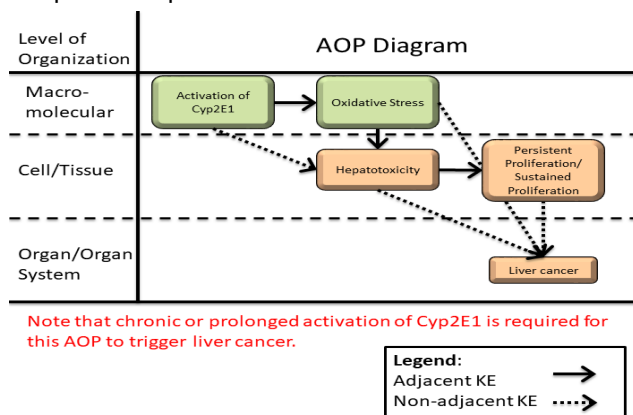 Level of
Organization
AOP Diagram
Macro-
molecular
Activation of
Cyp2E1
Oxidative Stress
Cell/Tissue
Hepatotoxicity
Persistent
Proliferation/
Sustained
Proliferation
Organ/Organ
System
Liver cancer
Note that chronic or prolonged activation of Cyp2E1 is required for
this AOP to trigger liver cancer.
Legend:
Adjacent KE
Non-adjacent KE